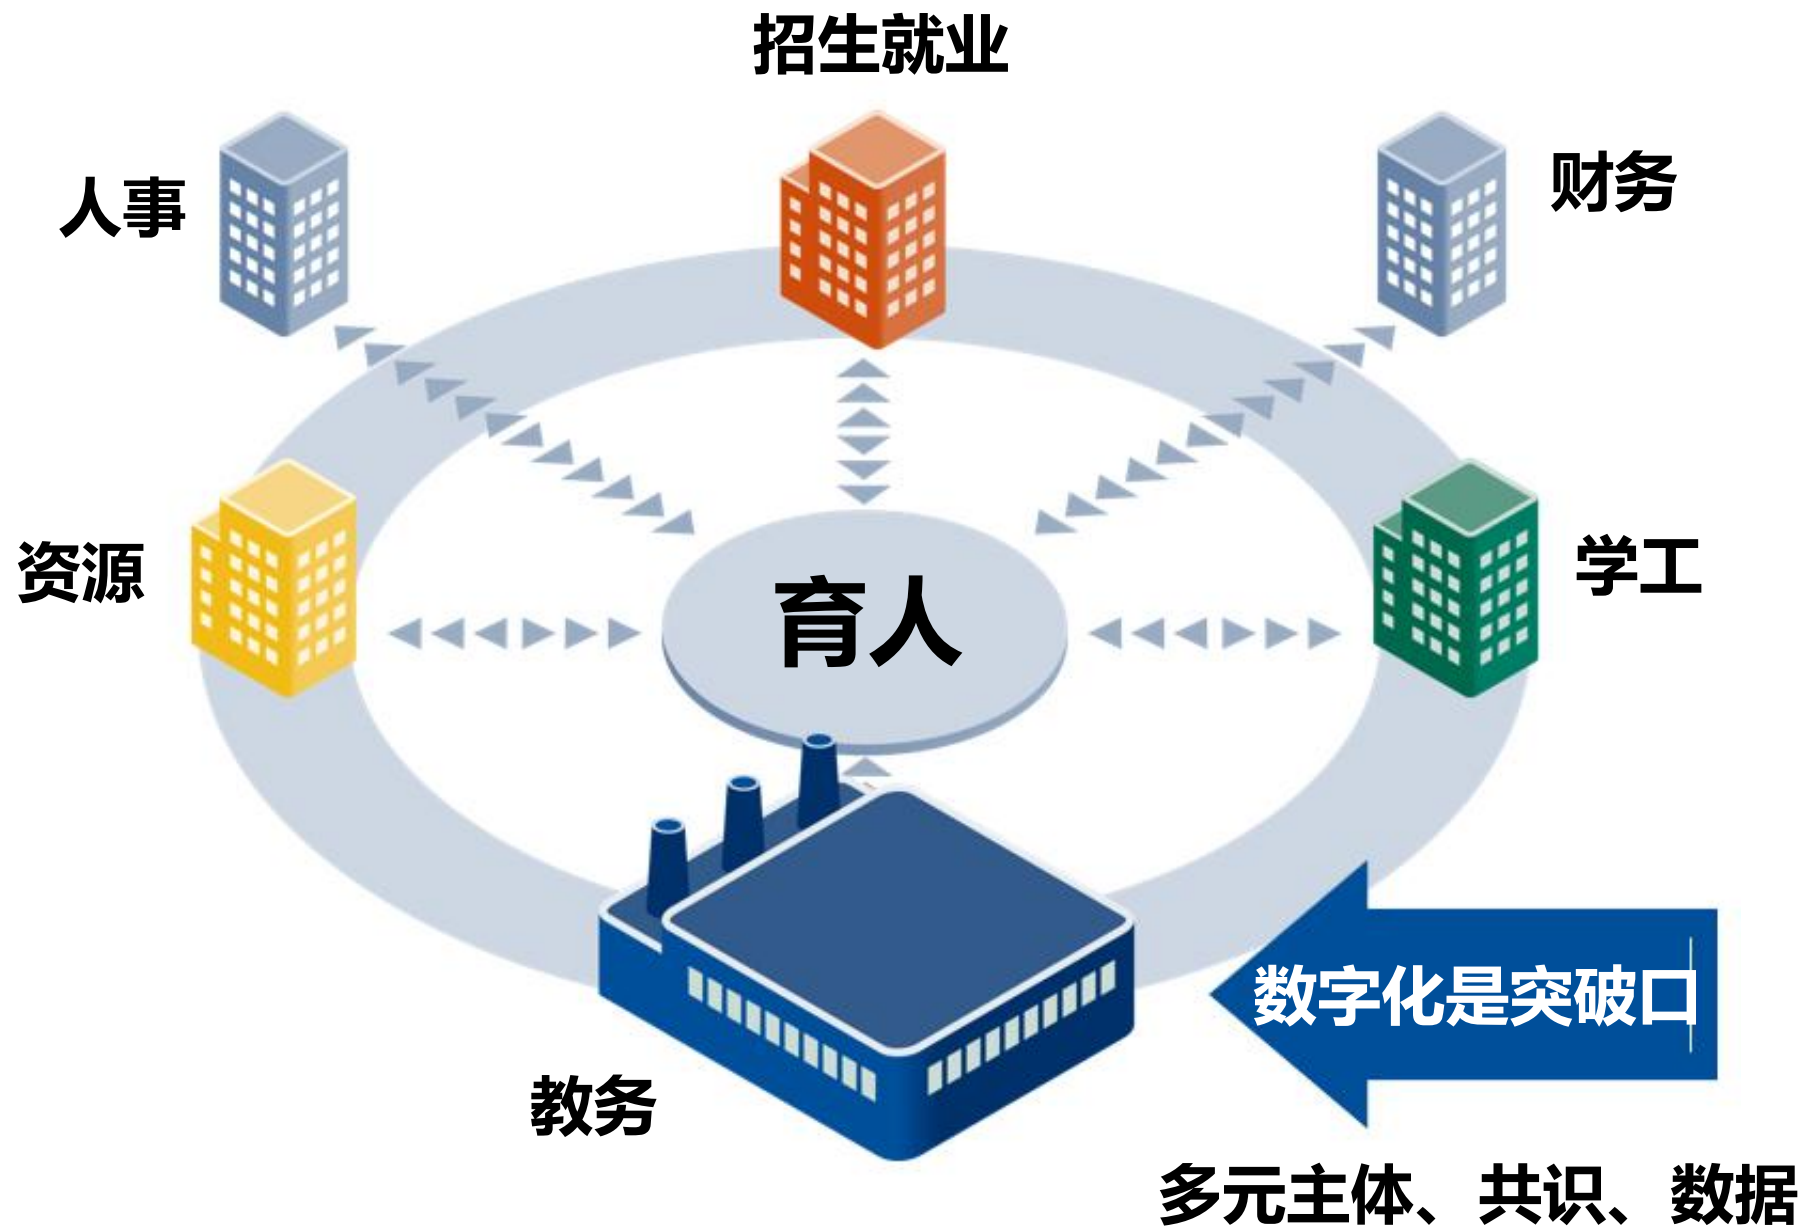 招生就业
人事
财务
资源
学工
育人
数字化是突破口
教务
多元主体、共识、数据